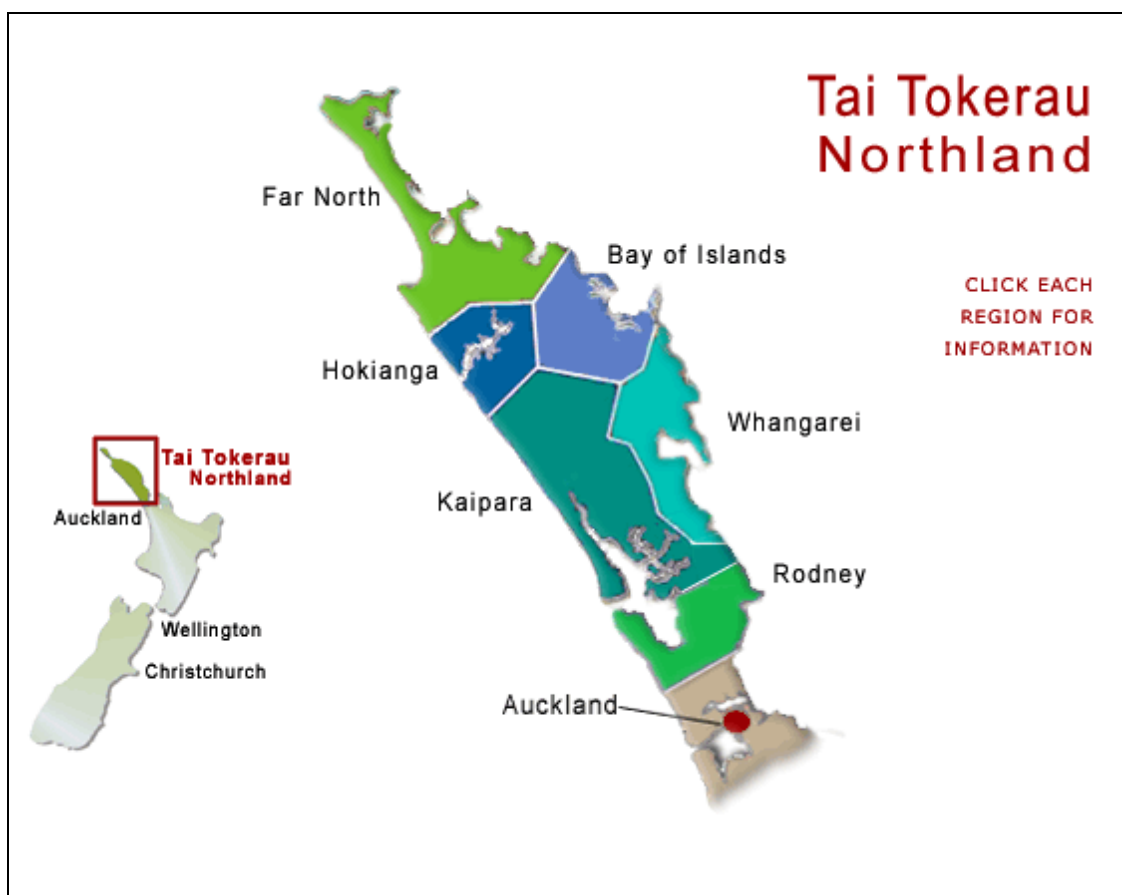 Tai Tokerau
Northland
Far North
Bay of Islands
CLICK EACH
REGION FOR
INFORMATION
Hokianga
Whangarei
Tai Tokerau
Northland
Kaipara
Auckland
Rodney
Wellington
Christchurch
Auckland